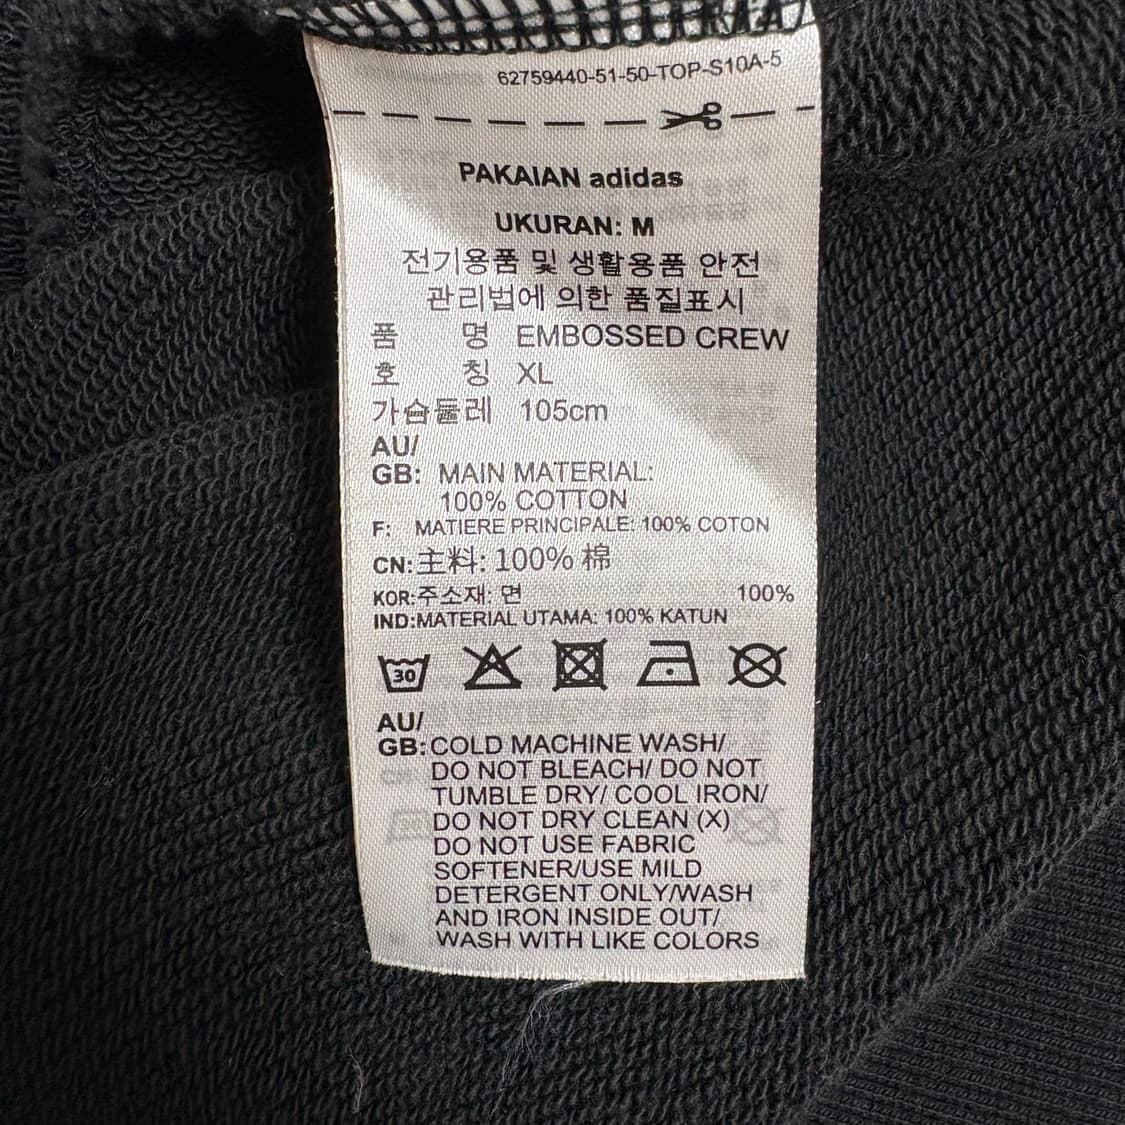 62759440-51-50-TOP-S10A-5
PAKAIAN adidas
UKURAN: M
전기용품 및 생활용품 안전
관리법에 의한 품질표시
품 명 EMBOSSED CREW
호 칭 XL
가슴둘레 105cm
AU/
GB: MAIN MATERIAL:
100% COTTON
F: MATIERE PRINCIPALE: 100% COTON
CN:主料: 100% 棉
KOR:주소재: 면 100%
IND:MATERIAL UTAMA: 100% KATUN
30
AU/
GB:COLD MACHINE WASH/
DO NOT BLEACH/ DO NOT
TUMBLE DRY/ COOL IRON/
DO NOT DRY CLEAN (X)
DO NOT USE FABRIC
SOFTENER/USE MILD
DETERGENT ONLY/WASH
AND IRON INSIDE OUT/
WASH WITH LIKE COLORS